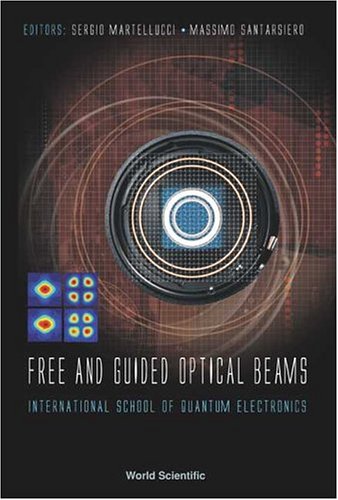 EDITORS: SERGIO MARTELLUCCI · MASSIMO SANTARSIERO
FREE AND GUIDED OPTICAL BEAMS
INTERNATIONAL SCHOOL OF QUANTUM ELECTRONICS
World Scientific